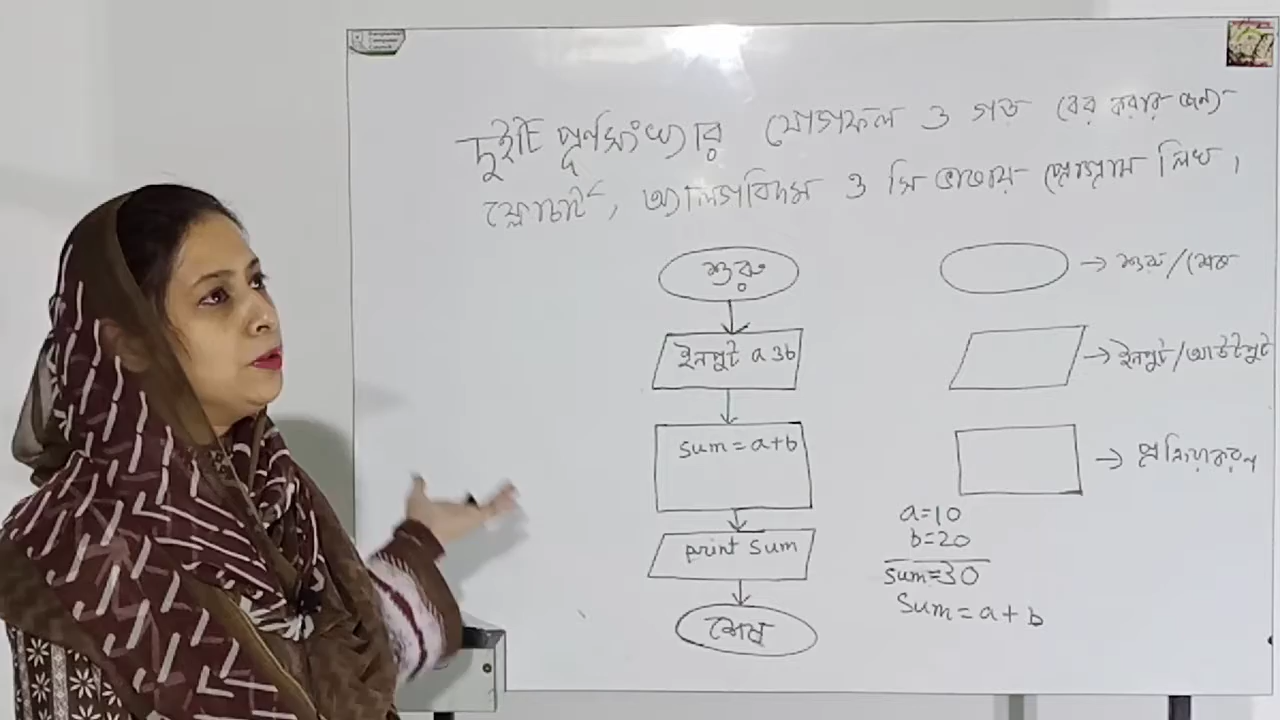 দুইটি পূর্ণসংখ্যার যোগফল ও গড় বের করার জন্য
ফ্লোচার্ট, অ্যালগরিদম ও সি ভাষায় প্রোগ্রাম লিখ।
শুরু
→ শুরু/শেষ
ইনপুট a ও b
→ ইনপুট/আউটপুট
sum=a+b
→ প্রক্রিয়াকরণ
a=10
b=20
print sum
sum=30
sum=a+b
শেষ